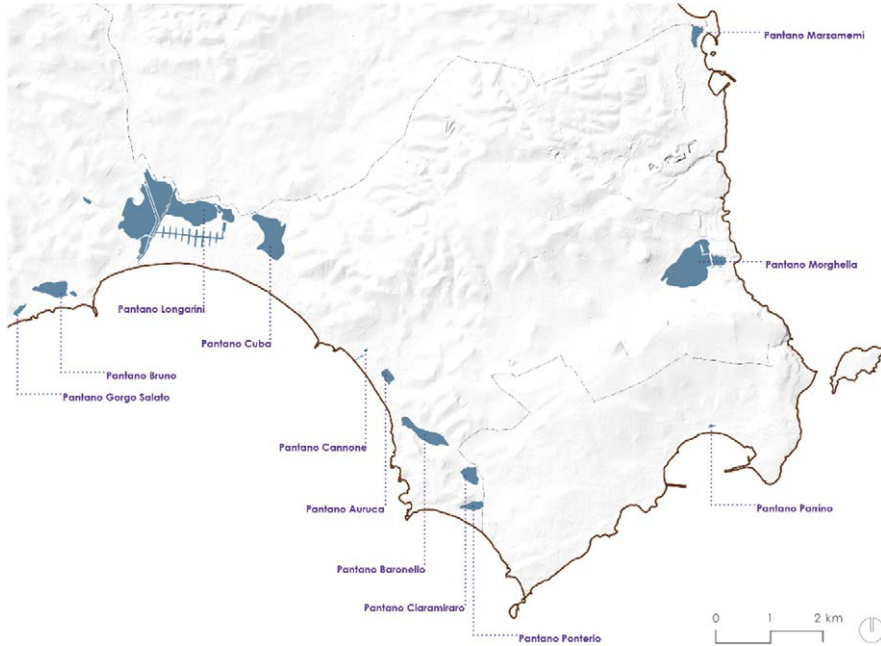 Pantano Marzamemi
Pantano Morghella
Pantano Longarini
Pantano Cuba
Pantano Bruno
Pantano Gorgo Salato
Pantano Cannone
Pantano Auruca
Pantano Parrino
Pantano Baronello
Pantano Ciaramiraro
Pantano Ponterio
0 1 2 km